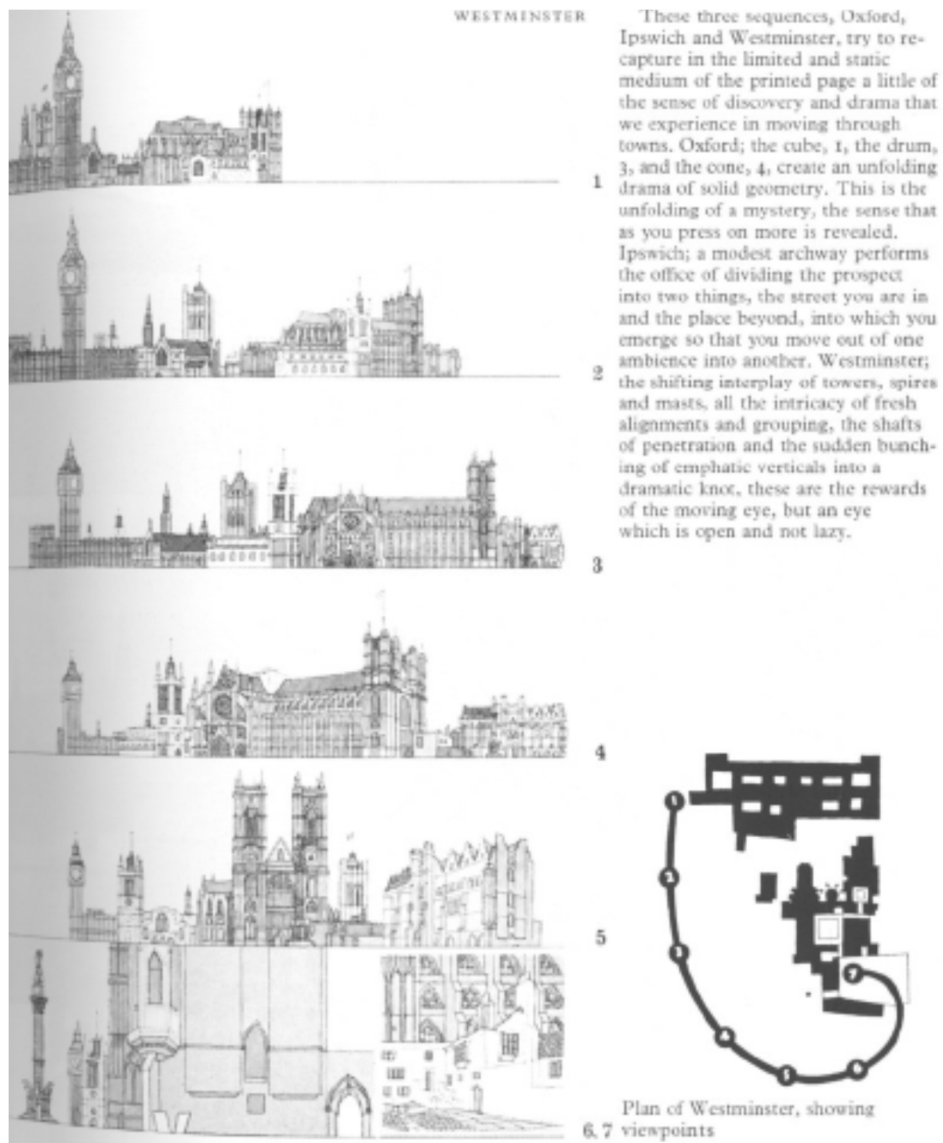 WESTMINSTER
These three sequences, Oxford,
Ipswich and Westminster, try to re-
capture in the limited and static
medium of the printed page a little of
the sense of discovery and drama that
we experience in moving through
towns. Oxford; the cube, 1, the drum,
3, and the cone, 4, create an unfolding
drama of solid geometry. This is the
unfolding of a mystery, the sense that
as you press on more is revealed.
Ipswich; a modest archway performs
the office of dividing the prospect
into two things, the street you are in
and the place beyond, into which you
emerge so that you move out of one
ambience into another. Westminster;
the shifting interplay of towers, spires
and masts, all the intricacy of fresh
alignments and grouping, the shafts
of penetration and the sudden bunch-
ing of emphatic verticals into a
dramatic knot, these are the rewards
of the moving eye, but an eye
which is open and not lazy.
1
2
3
4
5
6, 7
1
2
3
4
5
6
7
Plan of Westminster, showing
viewpoints